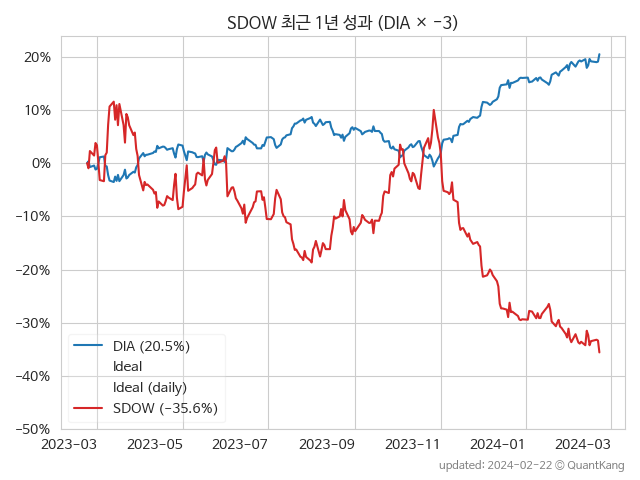 SDOW 최근 1년 성과 (DIA × −3)
20%
10%
0%
−10%
−20%
−30%
−40%
−50%
DIA (20.5%)
Ideal
Ideal (daily)
SDOW (−35.6%)
2023−03
2023−05
2023−07
2023−09
2023−11
2024−01
2024−03
updated: 2024−02−22 ⓒ QuantKang